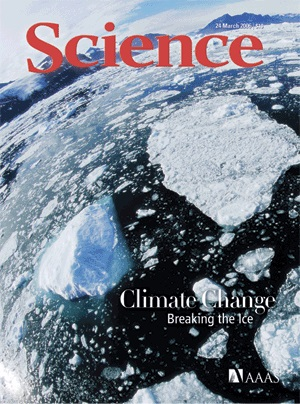 24 March 2006
Science
Climate Change
Breaking the Ice
AAAS